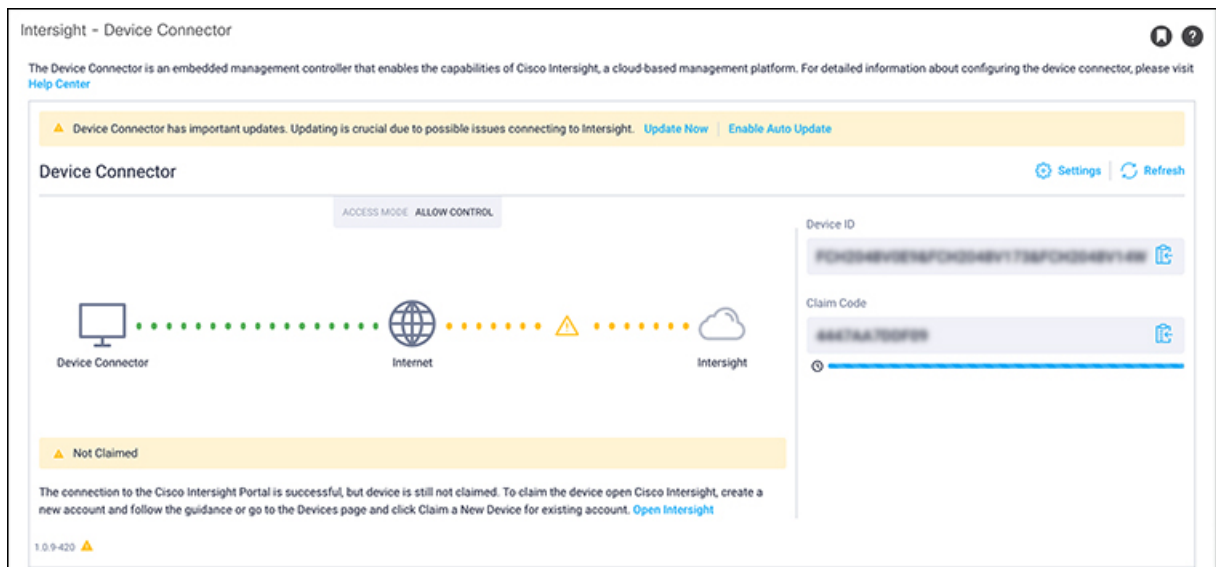 Intersight - Device Connector
The Device Connector is an embedded management controller that enables the capabilities of Cisco Intersight, a cloud-based management platform. For detailed information about configuring the device connector, please visit
Help Center
Device Connector has important updates. Updating is crucial due to possible issues connecting to Intersight. Update Now | Enable Auto Update
Device Connector
Settings | Refresh
ACCESS MODE ALLOW CONTROL
Device Connector
Internet
Intersight
Device ID
Claim Code
Not Claimed
The connection to the Cisco Intersight Portal is successful, but device is still not claimed. To claim the device open Cisco Intersight, create a
new account and follow the guidance or go to the Devices page and click Claim a New Device for existing account. Open Intersight
1.0.9-420